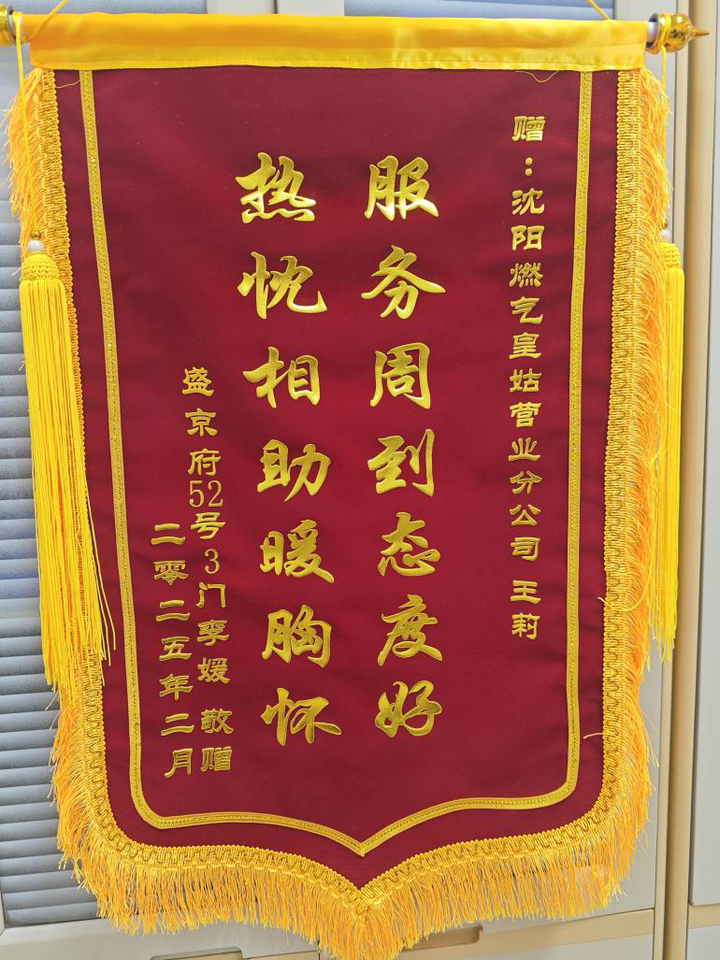 赠：沈阳燃气皇姑营业分公司 王莉
服务周到态度好
热忱相助暖胸怀
盛京府52号3门李媛 敬赠
二零二五年二月